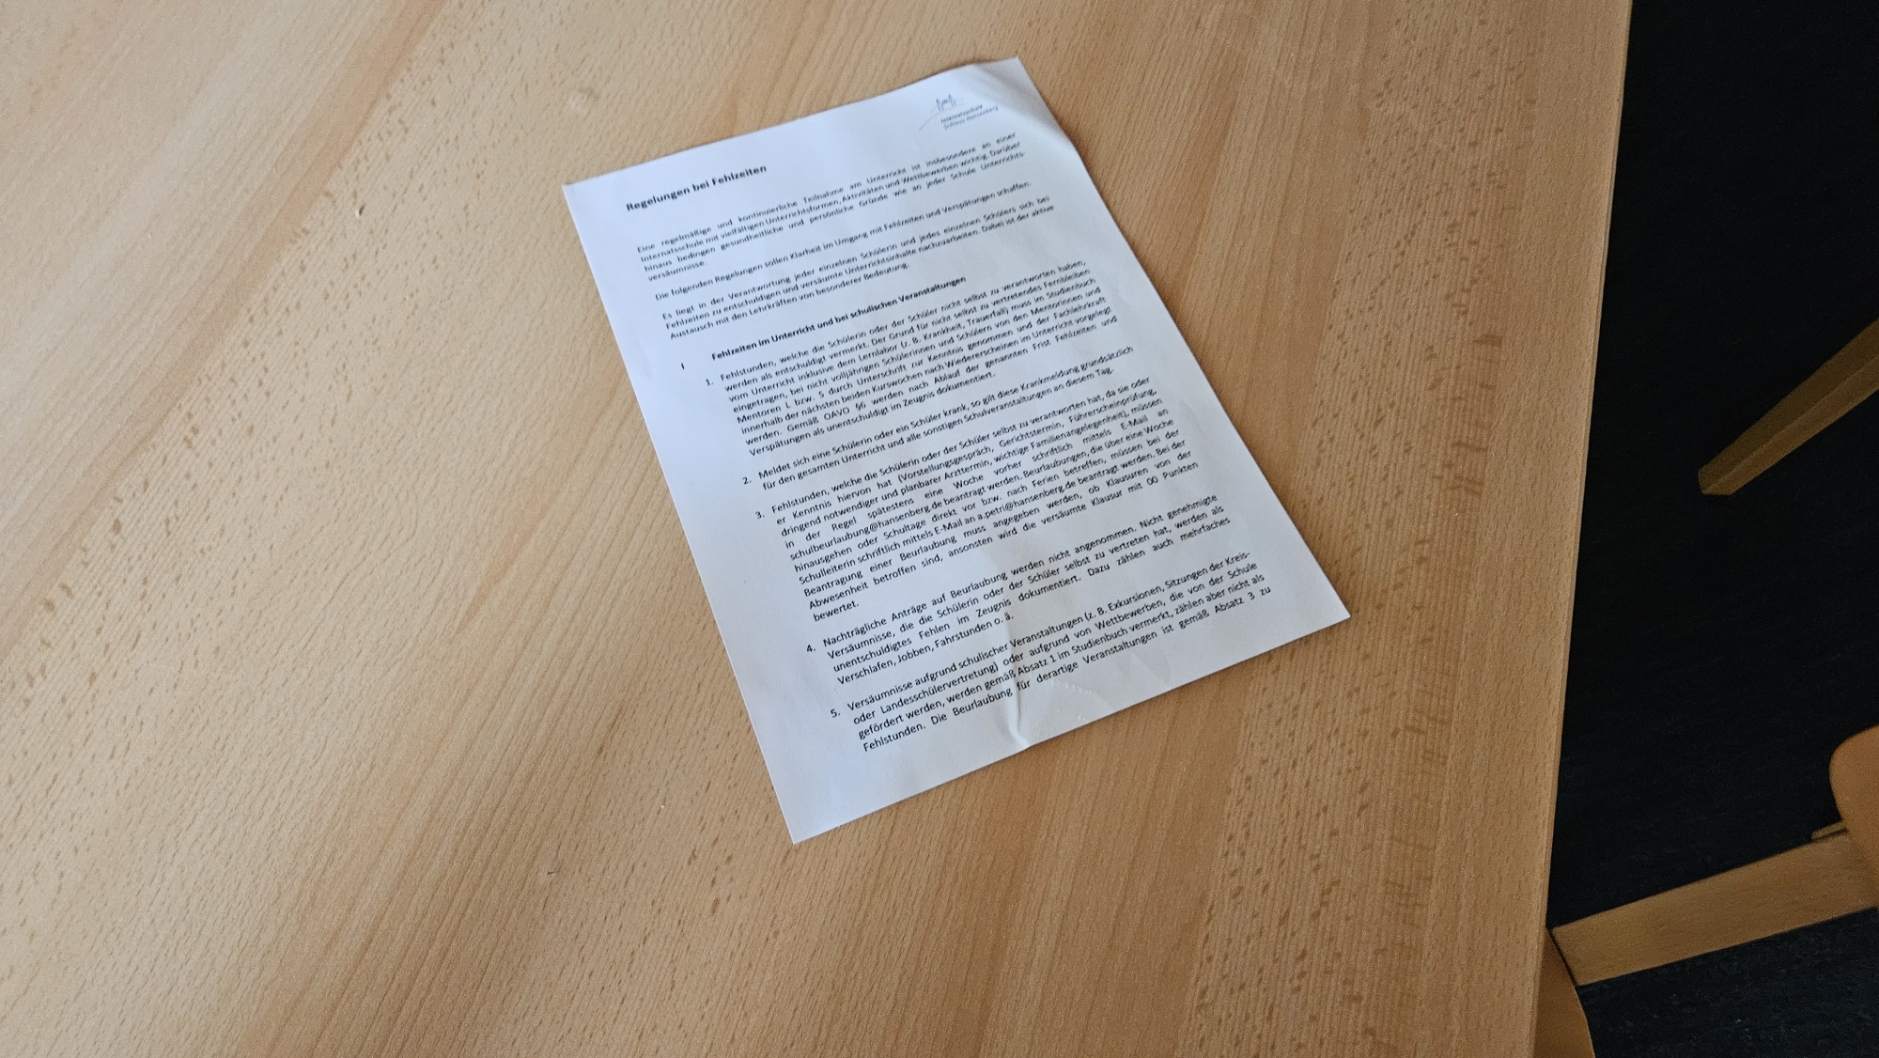 Internatsschule
Schloss Hansenberg
Regelungen bei Fehlzeiten
Eine regelmäßige und kontinuierliche Teilnahme am Unterricht ist insbesondere an einer
Internatsschule mit vielfältigen Unterrichtsformen, Aktivitäten und Wettbewerben wichtig. Darüber
hinaus bedingen gesundheitliche und persönliche Gründe wie an jeder Schule Unterrichts-
versäumnisse.
Die folgenden Regelungen sollen Klarheit im Umgang mit Fehlzeiten und Verspätungen schaffen.
Es liegt in der Verantwortung jeder einzelnen Schülerin und jedes einzelnen Schülers sich bei
Fehlzeiten zu entschuldigen und versäumte Unterrichtsinhalte nachzuarbeiten. Dabei ist der aktive
Austausch mit den Lehrkräften von besonderer Bedeutung.
I Fehlzeiten im Unterricht und bei schulischen Veranstaltungen
1. Fehlstunden, welche die Schülerin oder der Schüler nicht selbst zu verantworten haben,
werden als entschuldigt vermerkt. Der Grund für nicht selbst zu vertretendes Fernbleiben
vom Unterricht inklusive dem Lernlabor (z. B. Krankheit, Trauerfall) muss im Studienbuch
eingetragen, bei nicht volljährigen Schülerinnen und Schülern von den Mentorinnen und
Mentoren L bzw. S durch Unterschrift zur Kenntnis genommen und der Fachlehrkraft
innerhalb der nächsten beiden Kurswochen nach Wiedererscheinen im Unterricht vorgelegt
werden. Gemäß OAVO §6 werden nach Ablauf der genannten Frist Fehlzeiten und
Verspätungen als unentschuldigt im Zeugnis dokumentiert.
2. Meldet sich eine Schülerin oder ein Schüler krank, so gilt diese Krankmeldung grundsätzlich
für den gesamten Unterricht und alle sonstigen Schulveranstaltungen an diesem Tag.
3. Fehlstunden, welche die Schülerin oder der Schüler selbst zu verantworten hat, da sie oder
er Kenntnis hiervon hat (Vorstellungsgespräch, Gerichtstermin, Führerscheinprüfung,
dringend notwendiger und planbarer Arzttermin, wichtige Familienangelegenheit), müssen
in der Regel spätestens eine Woche vorher schriftlich mittels E-Mail an
schulbeurlaubung@hansenberg.de beantragt werden. Beurlaubungen, die über eine Woche
hinausgehen oder Schultage direkt vor bzw. nach Ferien betreffen, müssen bei der
Schulleiterin schriftlich mittels E-Mail an a.petri@hansenberg.de beantragt werden. Bei der
Beantragung einer Beurlaubung muss angegeben werden, ob Klausuren von der
Abwesenheit betroffen sind, ansonsten wird die versäumte Klausur mit 00 Punkten
bewertet.
4. Nachträgliche Anträge auf Beurlaubung werden nicht angenommen. Nicht genehmigte
Versäumnisse, die die Schülerin oder der Schüler selbst zu vertreten hat, werden als
unentschuldigtes Fehlen im Zeugnis dokumentiert. Dazu zählen auch mehrfaches
Verschlafen, Jobben, Fahrstunden o. ä.
5. Versäumnisse aufgrund schulischer Veranstaltungen (z. B. Exkursionen, Sitzungen der Kreis-
oder Landesschülervertretung) oder aufgrund von Wettbewerben, die von der Schule
gefördert werden, werden gemäß Absatz 1 im Studienbuch vermerkt, zählen aber nicht als
Fehlstunden. Die Beurlaubung für derartige Veranstaltungen ist gemäß Absatz 3 zu